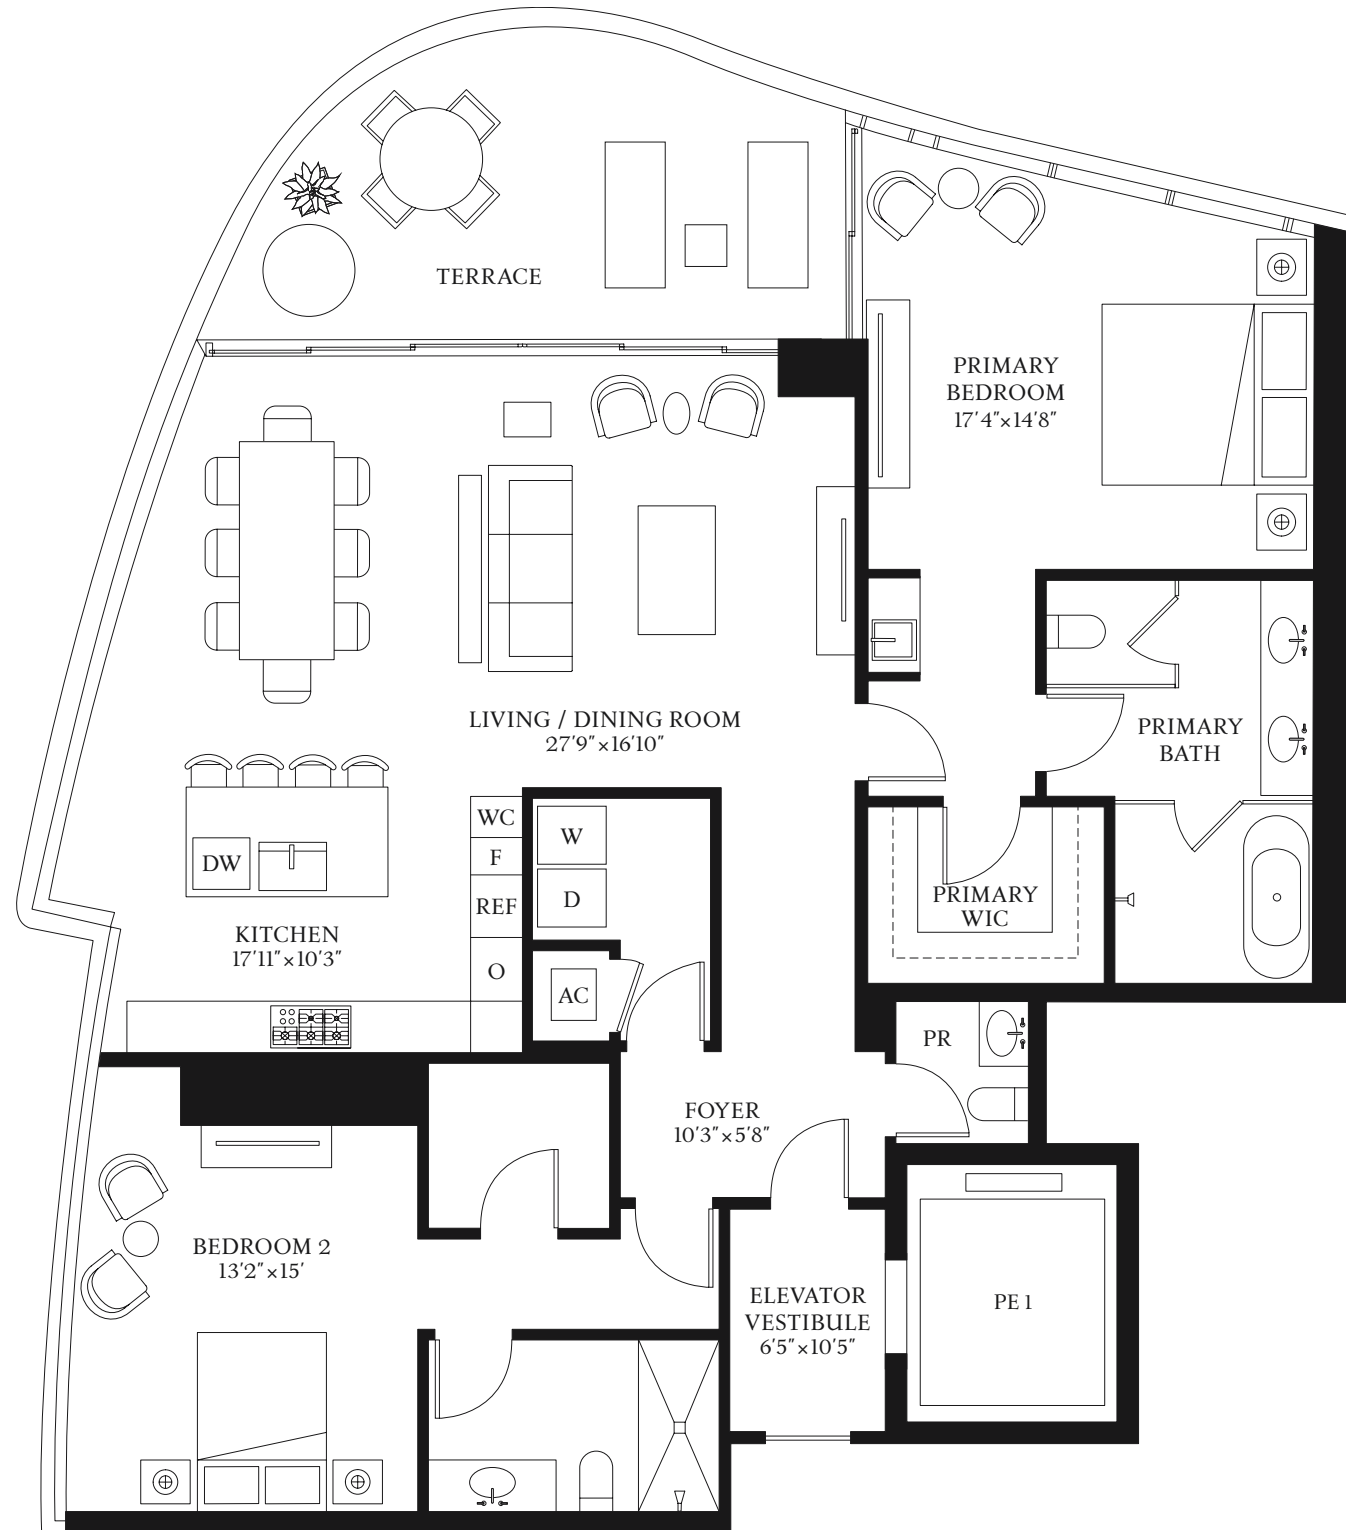 TERRACE
PRIMARY
BEDROOM
17'4"×14'8"
LIVING / DINING ROOM
27'9"×16'10"
PRIMARY
BATH
WC
F
REF
O
W
D
AC
DW
KITCHEN
17'11"×10'3"
PRIMARY
WIC
PR
FOYER
10'3"×5'8"
BEDROOM 2
13'2"×15'
ELEVATOR
VESTIBULE
6'5"×10'5"
PE 1